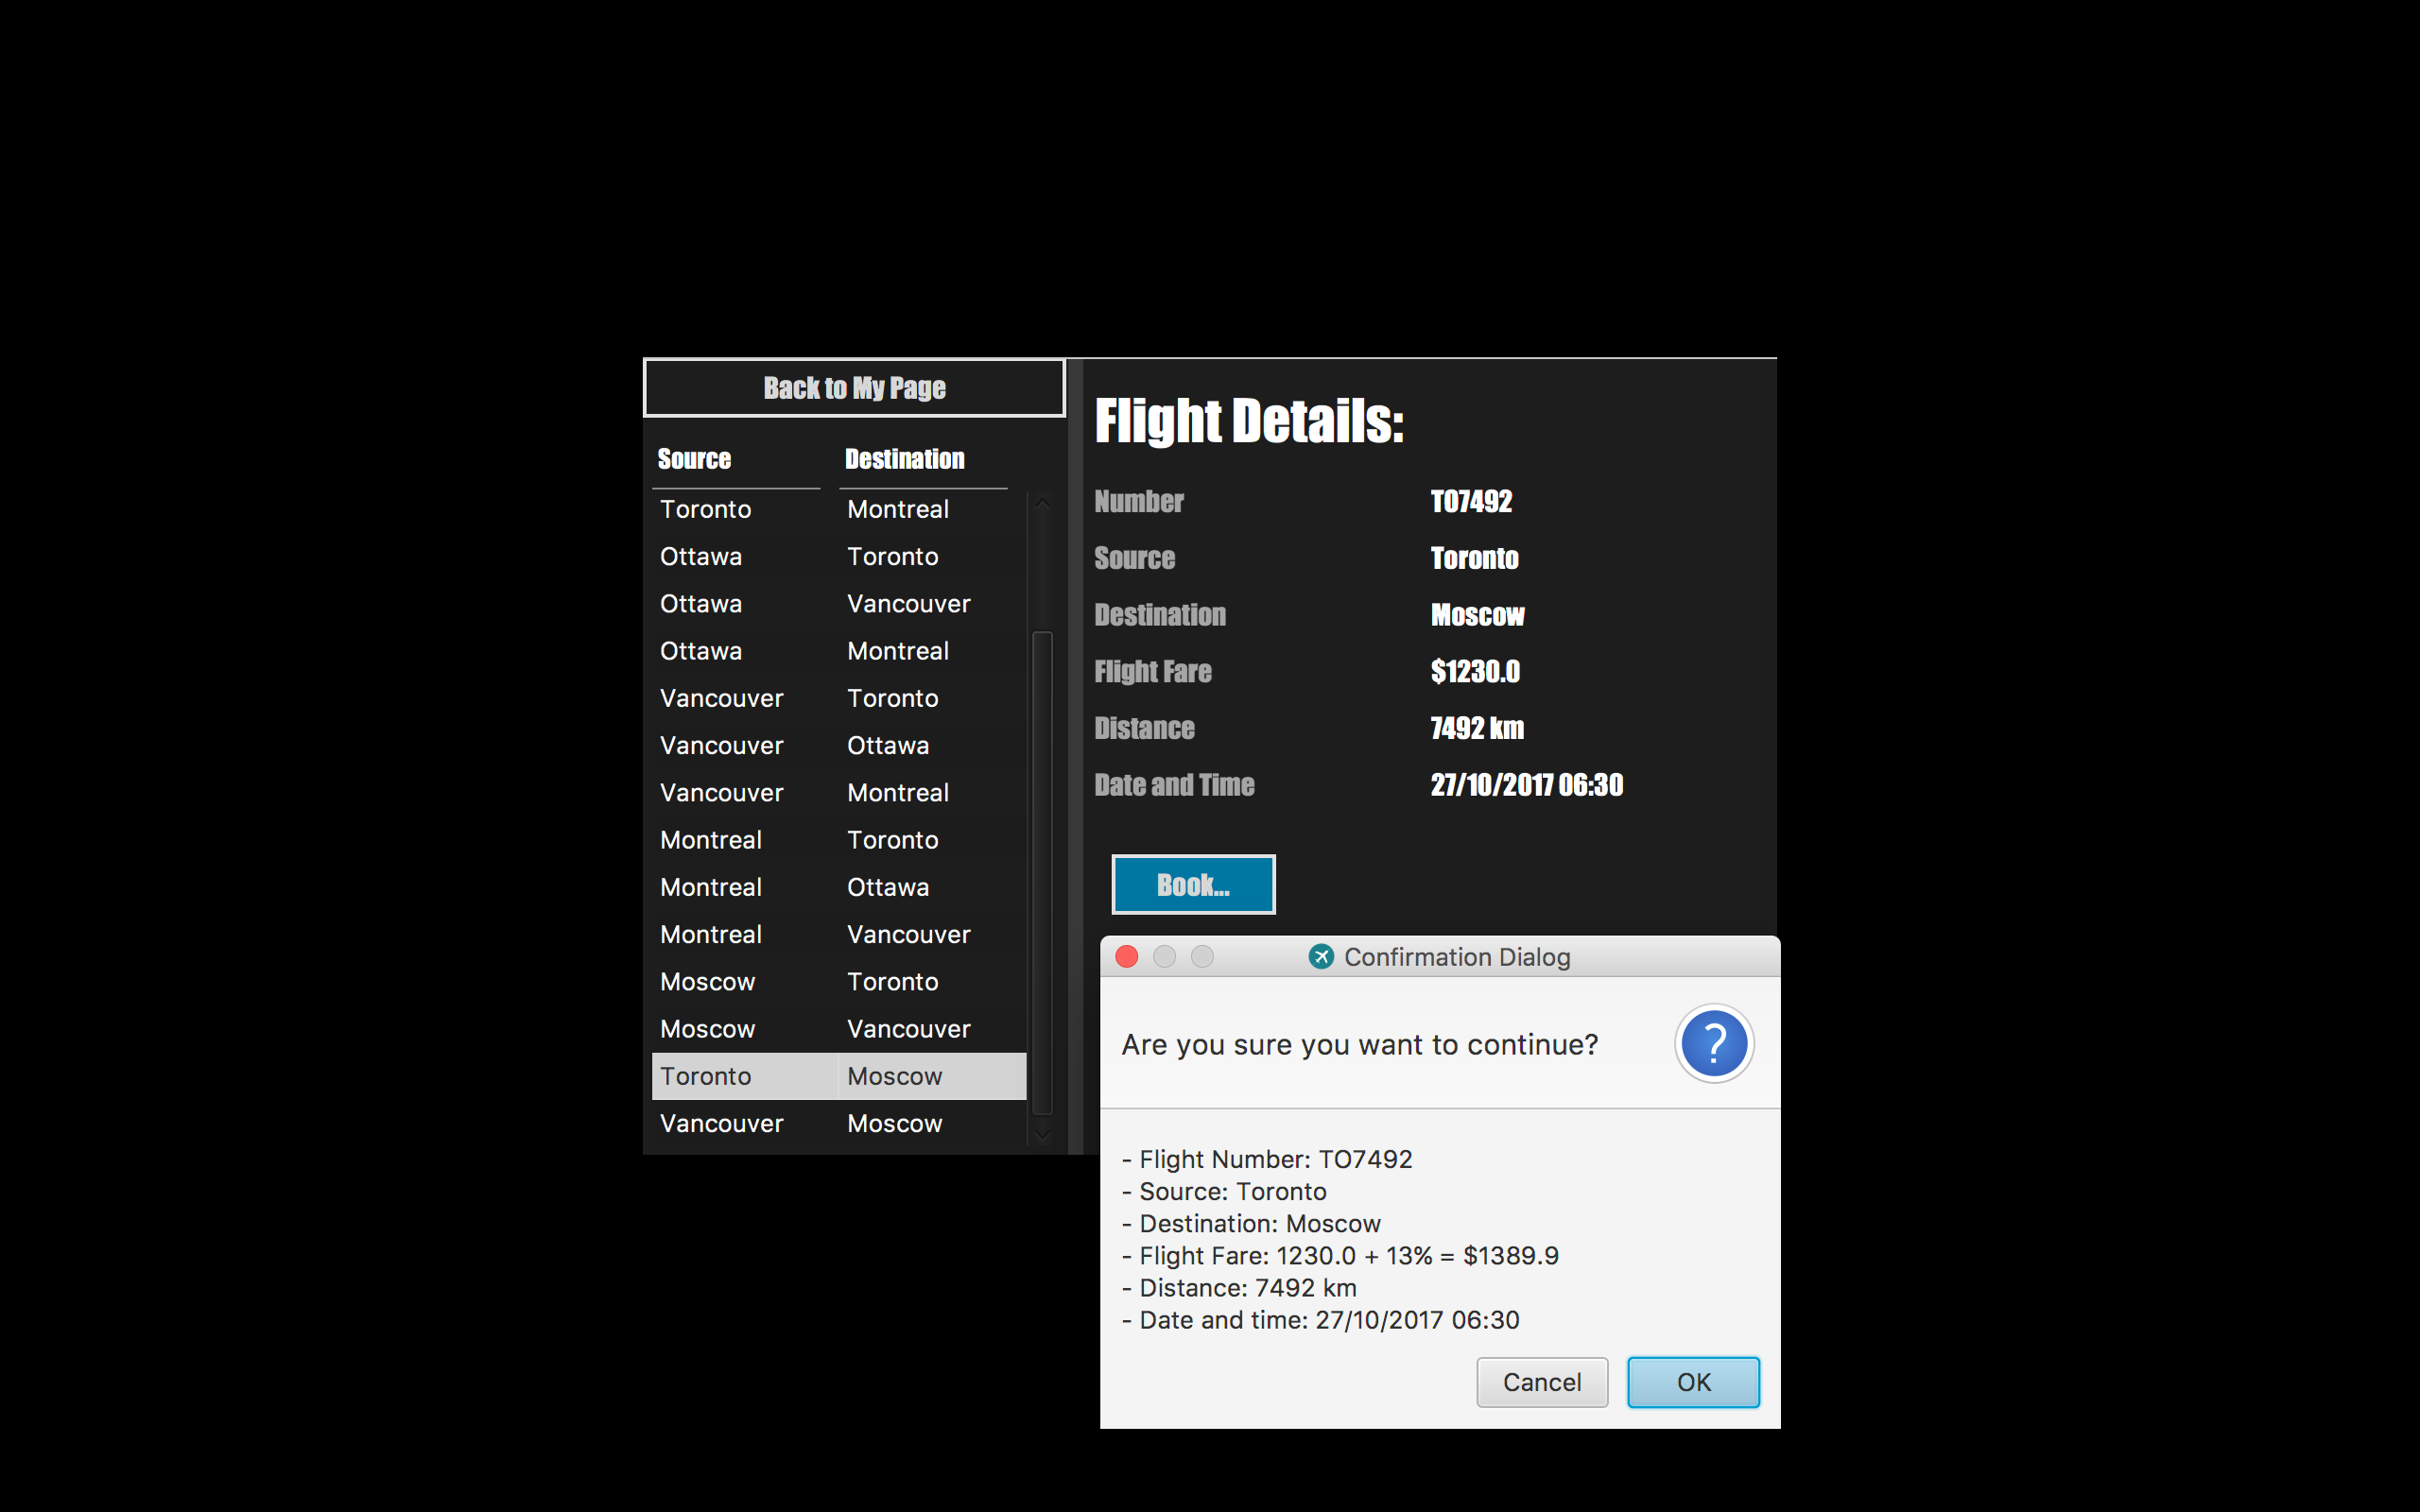 Back to My Page
Source Destination
Toronto Montreal
Ottawa Toronto
Ottawa Vancouver
Ottawa Montreal
Vancouver Toronto
Vancouver Ottawa
Vancouver Montreal
Montreal Toronto
Montreal Ottawa
Montreal Vancouver
Moscow Toronto
Moscow Vancouver
Toronto Moscow
Vancouver Moscow
Flight Details:
Number TO7492
Source Toronto
Destination Moscow
Flight Fare $1230.0
Distance 7492 km
Date and Time 27/10/2017 06:30
Book...
Confirmation Dialog
Are you sure you want to continue?
- Flight Number: TO7492
- Source: Toronto
- Destination: Moscow
- Flight Fare: 1230.0 + 13% = $1389.9
- Distance: 7492 km
- Date and time: 27/10/2017 06:30
Cancel OK